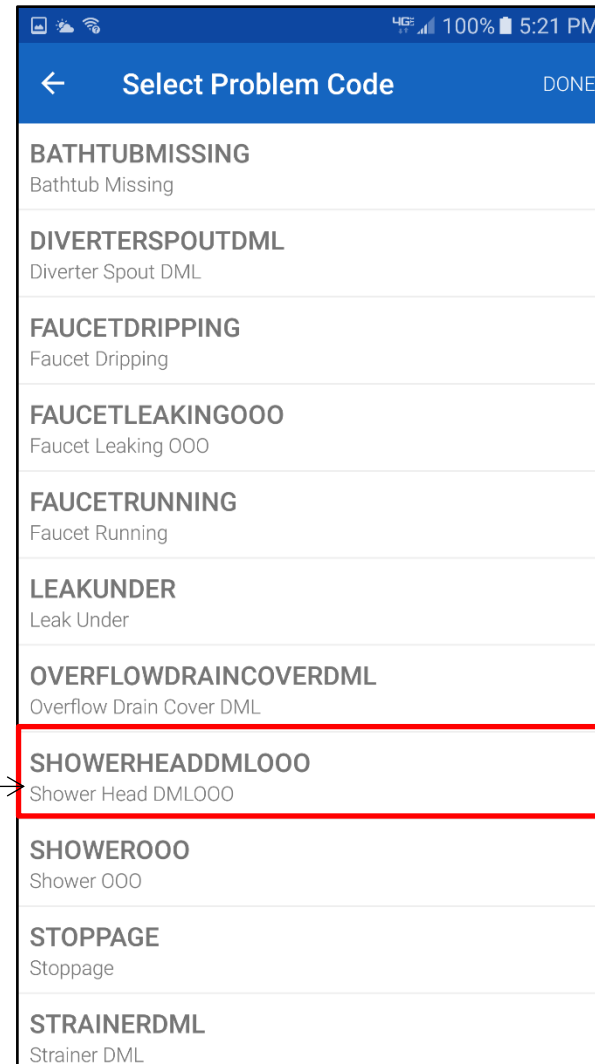 4GE 100% 5:21 PM
Select Problem Code DONE
BATHTUBMISSING
Bathtub Missing
DIVERTERSPOUTDML
Diverter Spout DML
FAUCETDRIPPING
Faucet Dripping
FAUCETLEAKINGOOO
Faucet Leaking OOO
FAUCETRUNNING
Faucet Running
LEAKUNDER
Leak Under
OVERFLOWDRAINCOVERDML
Overflow Drain Cover DML
SHOWERHEADDMLOOO
Shower Head DMLOOO
SHOWEROOO
Shower OOO
STOPPAGE
Stoppage
STRAINERDML
Strainer DML